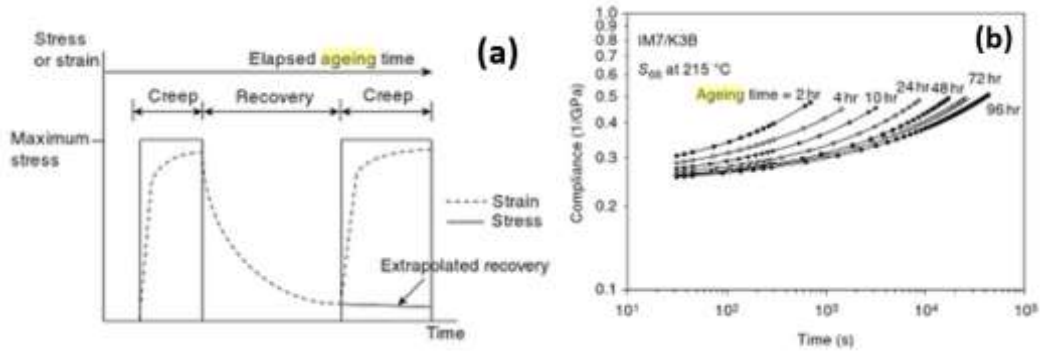 Stress
or strain
Elapsed ageing time
(a)
Creep
Recovery
Creep
Maximum
stress
Strain
Stress
Extrapolated recovery
Time
(b)
Compliance (1/GPa)
1.0
0.9
0.8
0.7
0.6
0.5
0.4
0.3
0.2
0.1
IM7/K3B
S66 at 215 °C
Ageing time = 2 hr
4 hr
10 hr
24 hr
48 hr
72 hr
96 hr
10¹
10²
10³
10⁴
10⁵
Time (s)